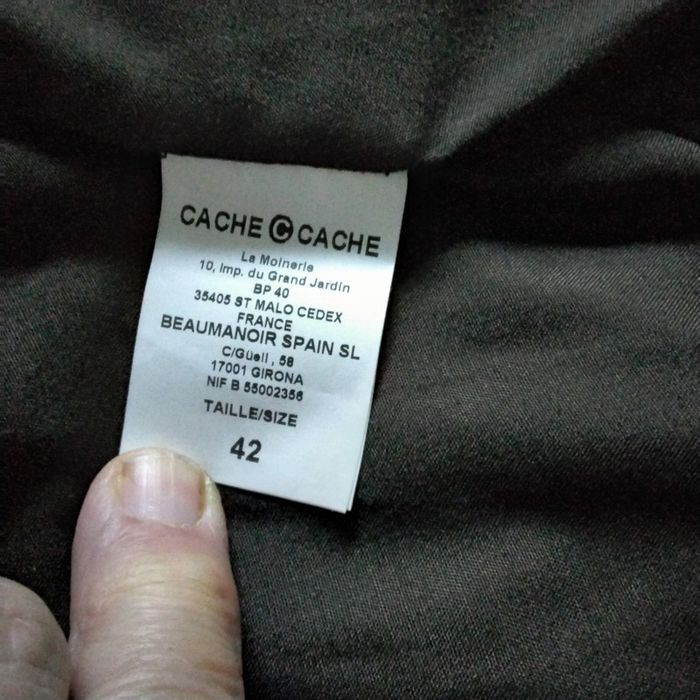 CACHE C CACHE
La Moinerie
10, Imp. du Grand Jardin
BP 40
35405 ST MALO CEDEX
FRANCE
BEAUMANOIR SPAIN SL
C/Güell, 58
17001 GIRONA
NIF B 55002356
TAILLE/SIZE
42